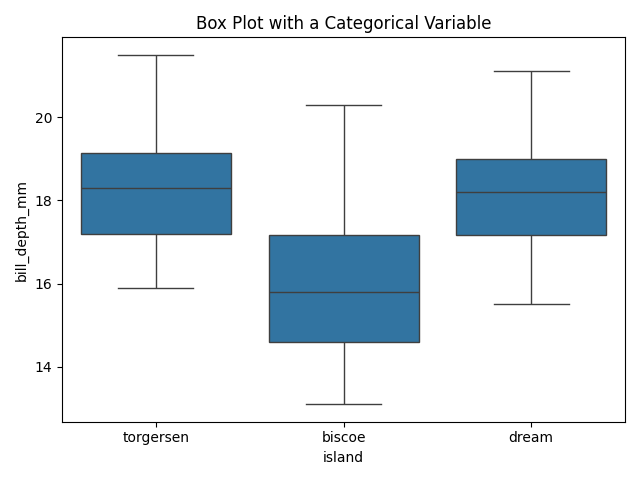 Box Plot with a Categorical Variable
bill_depth_mm
20
18
16
14
torgersen
biscoe
dream
island